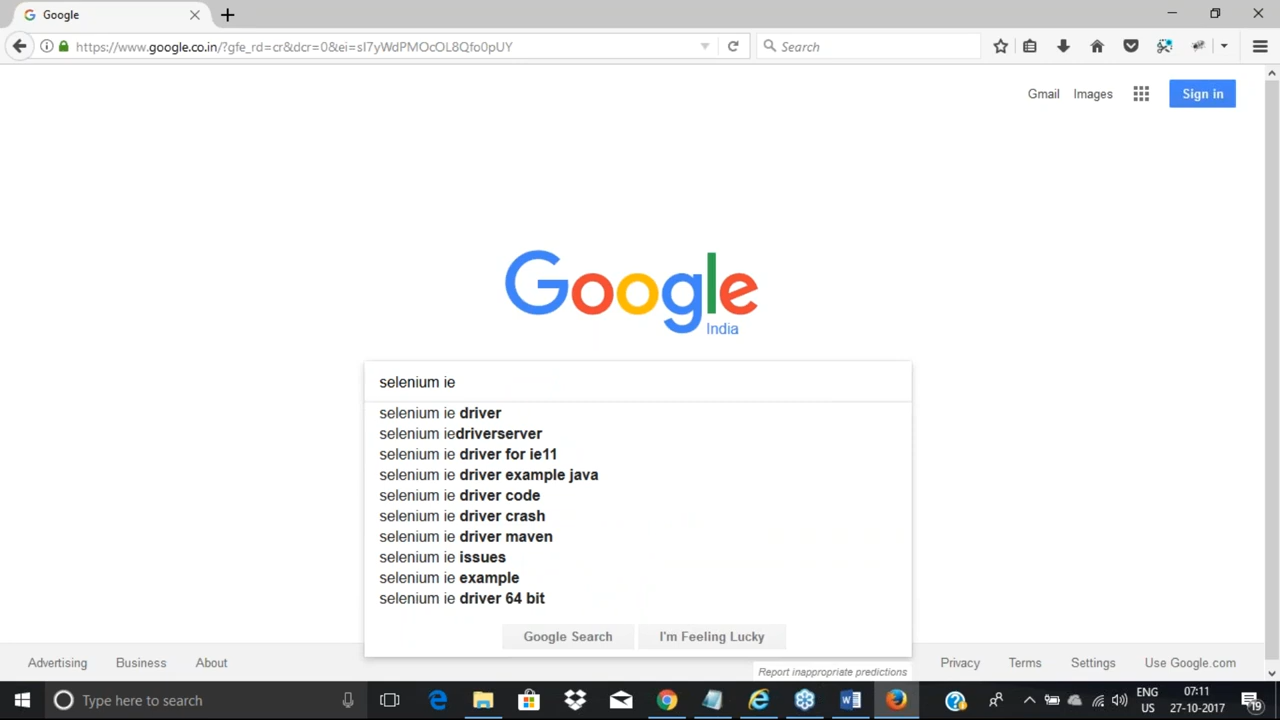 Google
https://www.google.co.in/?gfe_rd=cr&dcr=0&ei=sI7yWdPMOcOL8Qfo0pUY
Search
Gmail Images Sign in
Google
India
selenium ie
selenium ie driver
selenium iedriverserver
selenium ie driver for ie11
selenium ie driver example java
selenium ie driver code
selenium ie driver crash
selenium ie driver maven
selenium ie issues
selenium ie example
selenium ie driver 64 bit
Google Search I'm Feeling Lucky
Advertising Business About Privacy Terms Settings Use Google.com
Report inappropriate predictions
Type here to search
ENG 07:11
US 27-10-2017
19